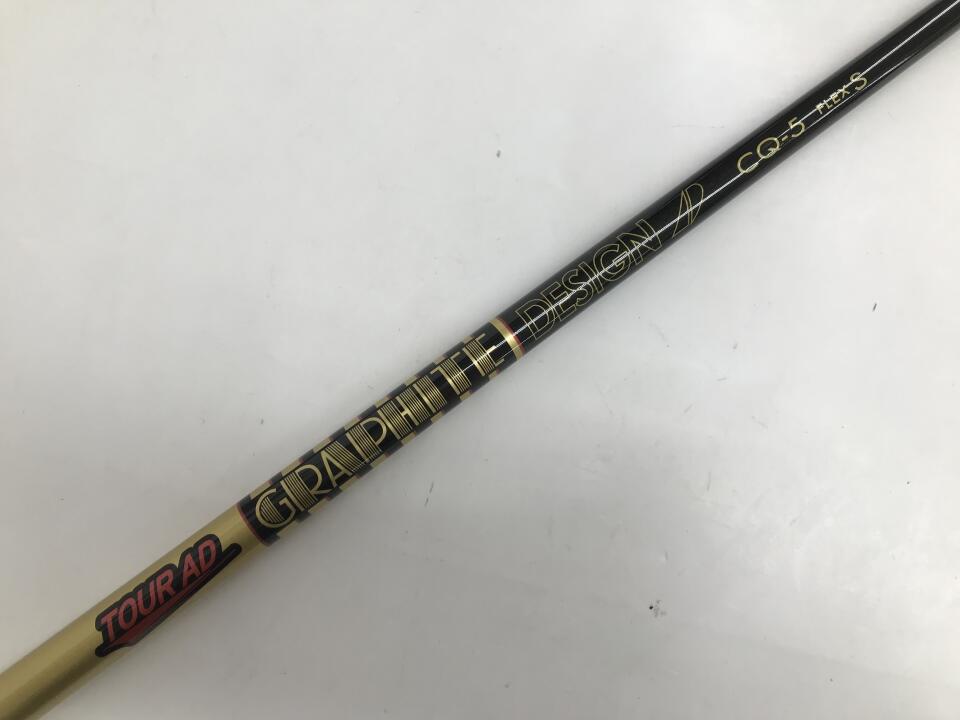 TOUR AD
GRAPHITE DESIGN
CQ-5 FLEX S